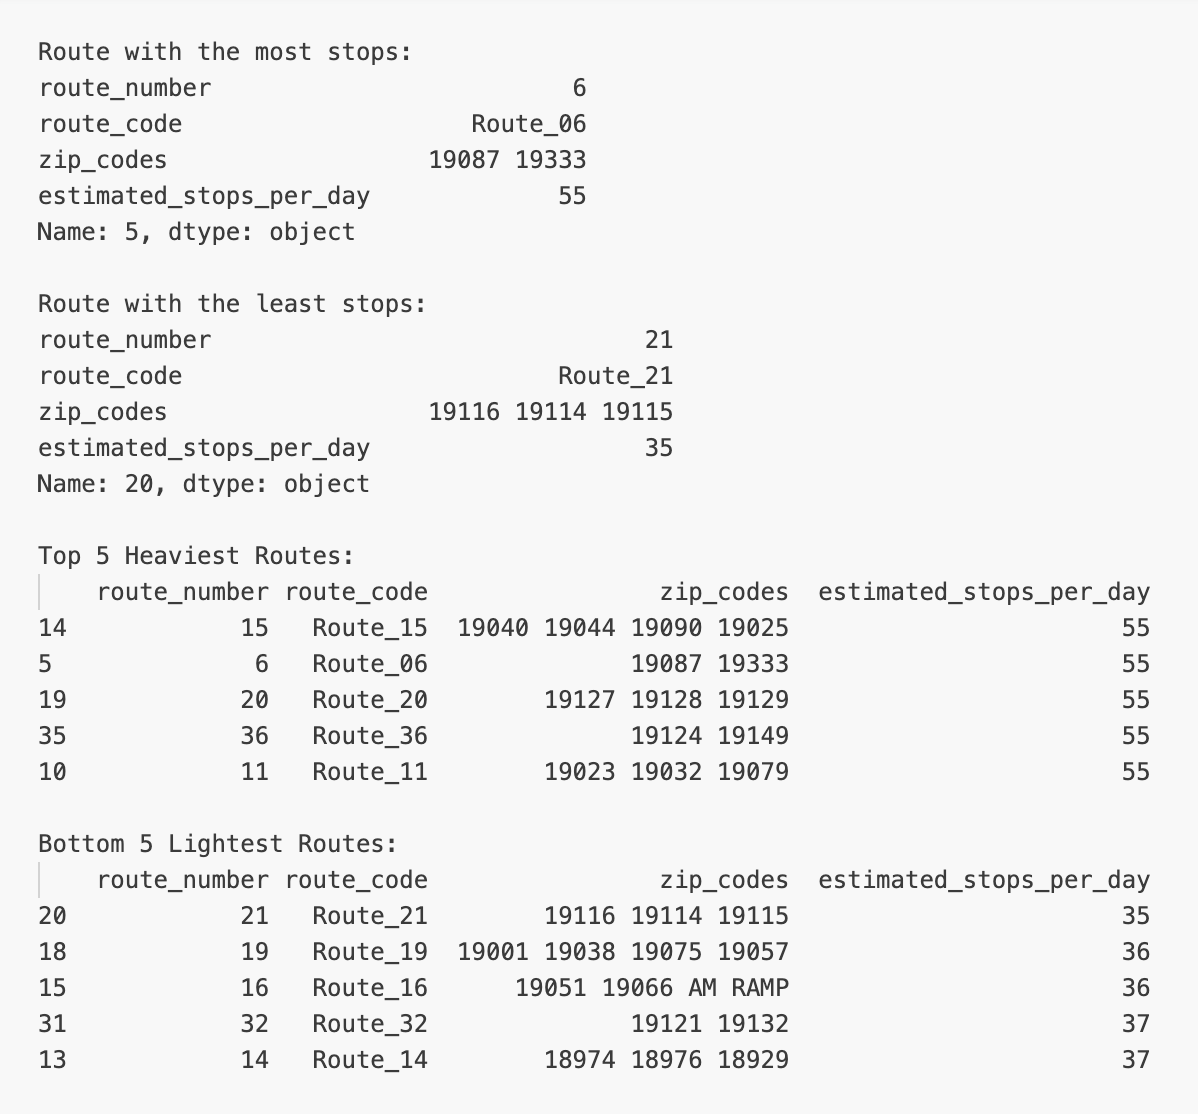 Route with the most stops:
route_number 6
route_code Route_06
zip_codes 19087 19333
estimated_stops_per_day 55
Name: 5, dtype: object

Route with the least stops:
route_number 21
route_code Route_21
zip_codes 19116 19114 19115
estimated_stops_per_day 35
Name: 20, dtype: object

Top 5 Heaviest Routes:
route_number route_code zip_codes estimated_stops_per_day
14 15 Route_15 19040 19044 19090 19025 55
5 6 Route_06 19087 19333 55
19 20 Route_20 19127 19128 19129 55
35 36 Route_36 19124 19149 55
10 11 Route_11 19023 19032 19079 55

Bottom 5 Lightest Routes:
route_number route_code zip_codes estimated_stops_per_day
20 21 Route_21 19116 19114 19115 35
18 19 Route_19 19001 19038 19075 19057 36
15 16 Route_16 19051 19066 AM RAMP 36
31 32 Route_32 19121 19132 37
13 14 Route_14 18974 18976 18929 37